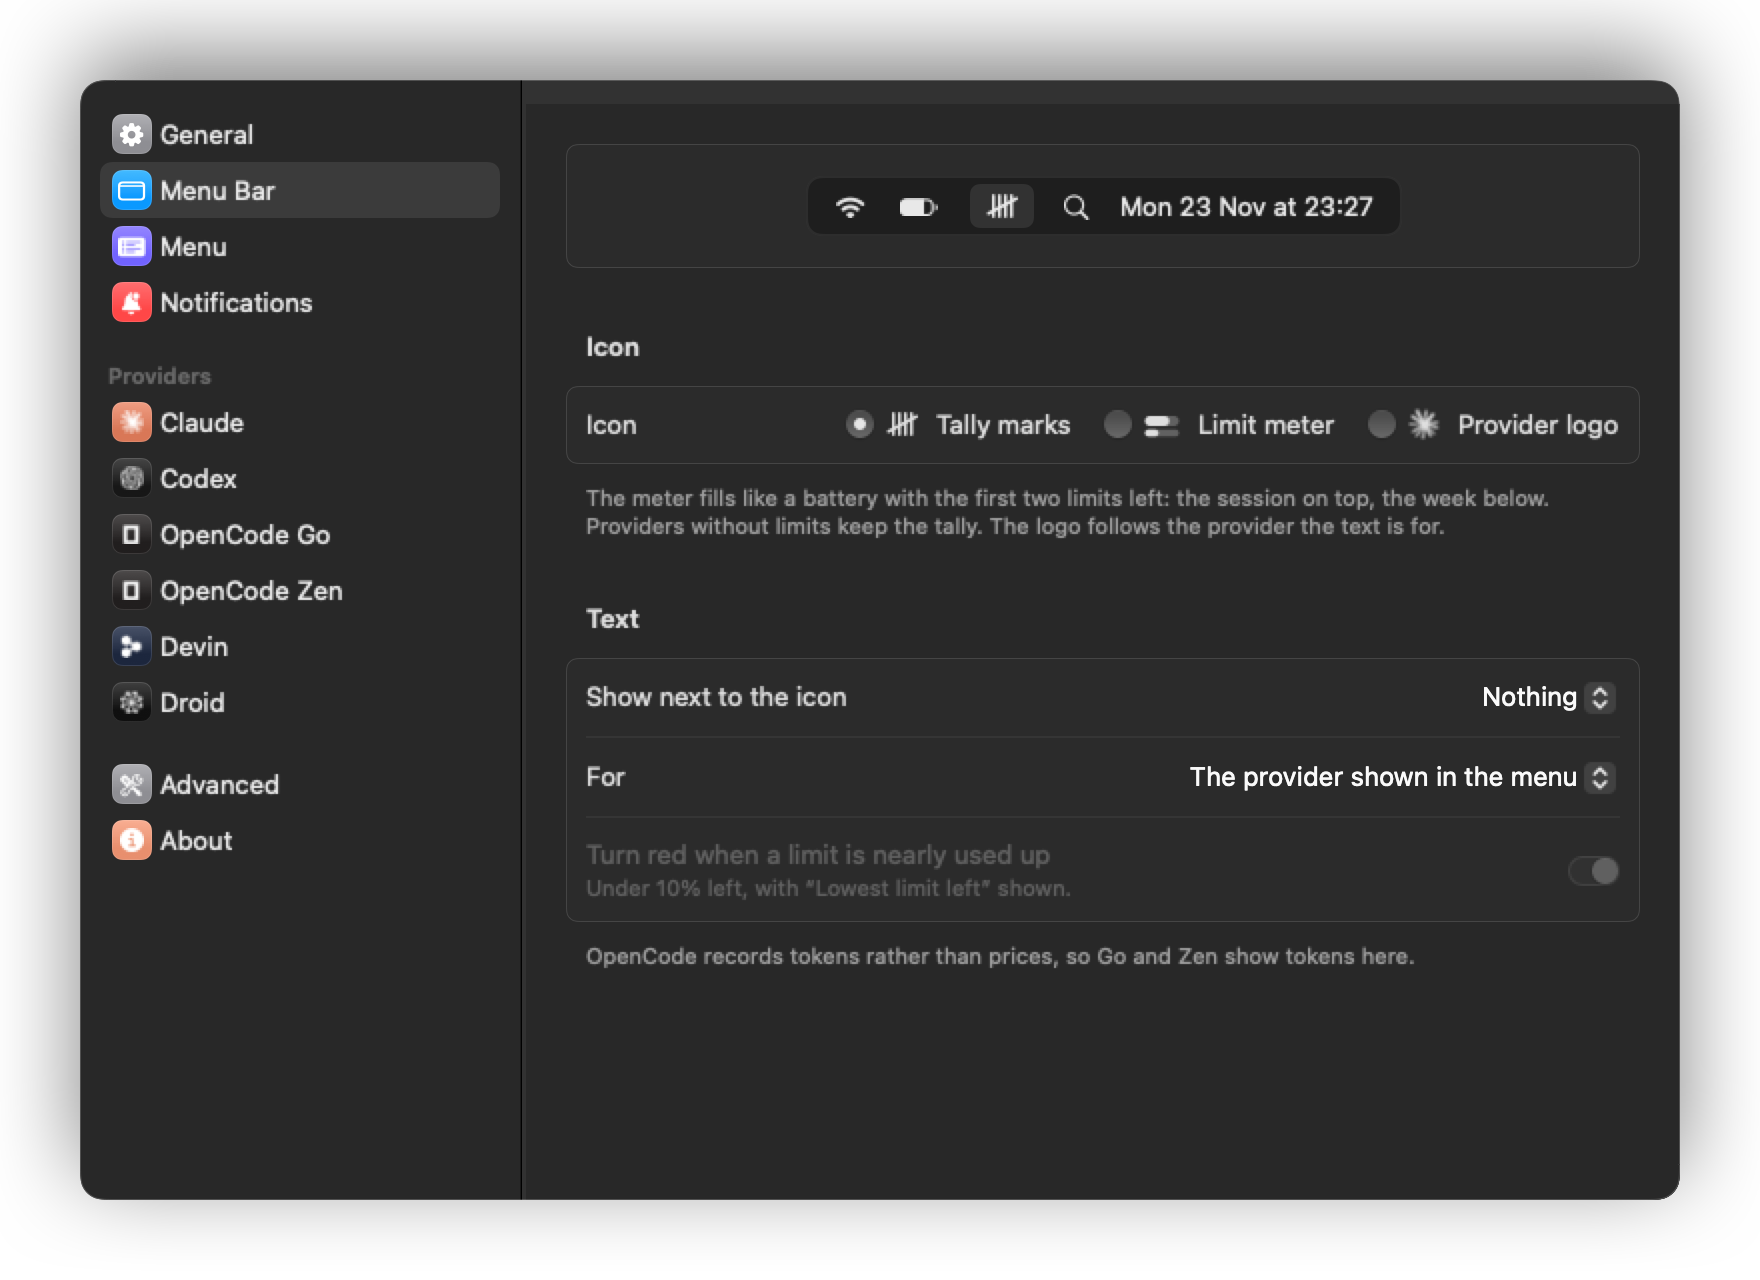 General
Menu Bar
Menu
Notifications
Providers
Claude
Codex
OpenCode Go
OpenCode Zen
Devin
Droid
Advanced
About
Mon 23 Nov at 23:27
Icon
Icon
Tally marks
Limit meter
Provider logo
The meter fills like a battery with the first two limits left: the session on top, the week below.
Providers without limits keep the tally. The logo follows the provider the text is for.
Text
Show next to the icon
Nothing
For
The provider shown in the menu
Turn red when a limit is nearly used up
Under 10% left, with “Lowest limit left” shown.
OpenCode records tokens rather than prices, so Go and Zen show tokens here.